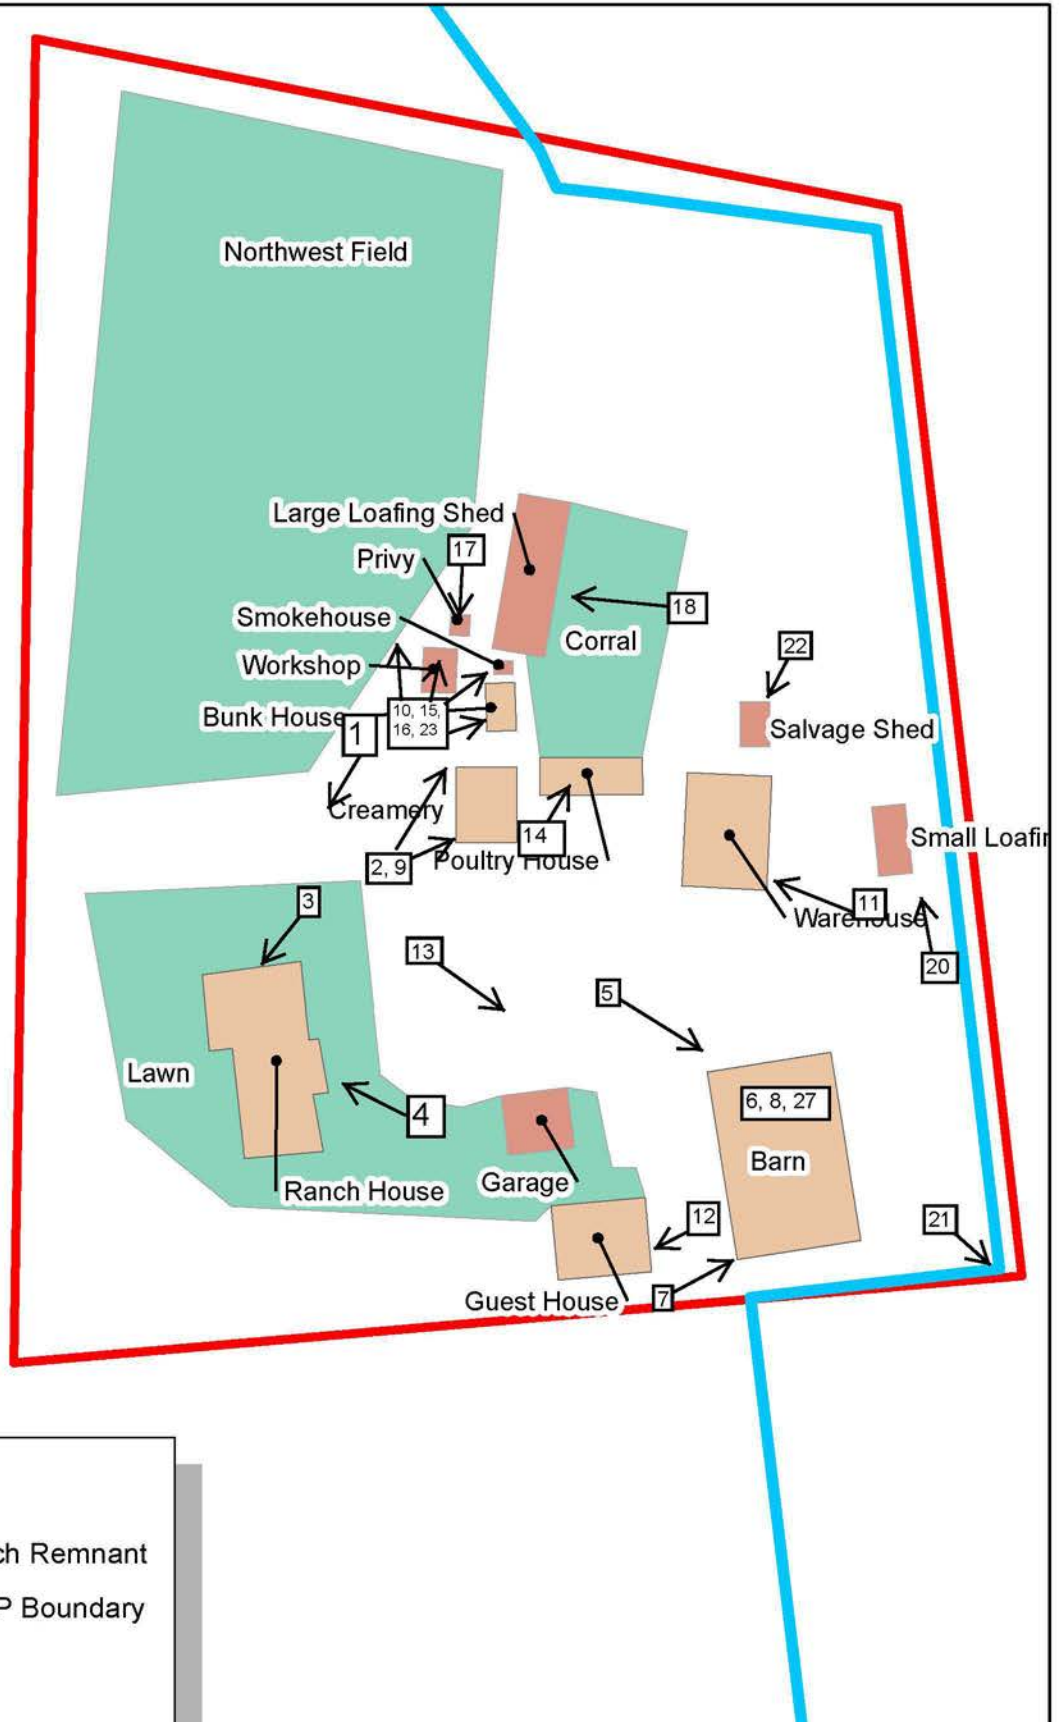 Northwest Field
Large Loafing Shed
17
Privy
18
Smokehouse
Corral
22
Workshop
10, 15,
16, 23
Bunk House
1
Salvage Shed
Creamery
14
Small Loafin
2, 9
Poultry House
3
11
Warehouse
13
20
5
Lawn
4
6, 8, 27
Barn
Garage
Ranch House
12
21
7
Guest House
ch Remnant
P Boundary